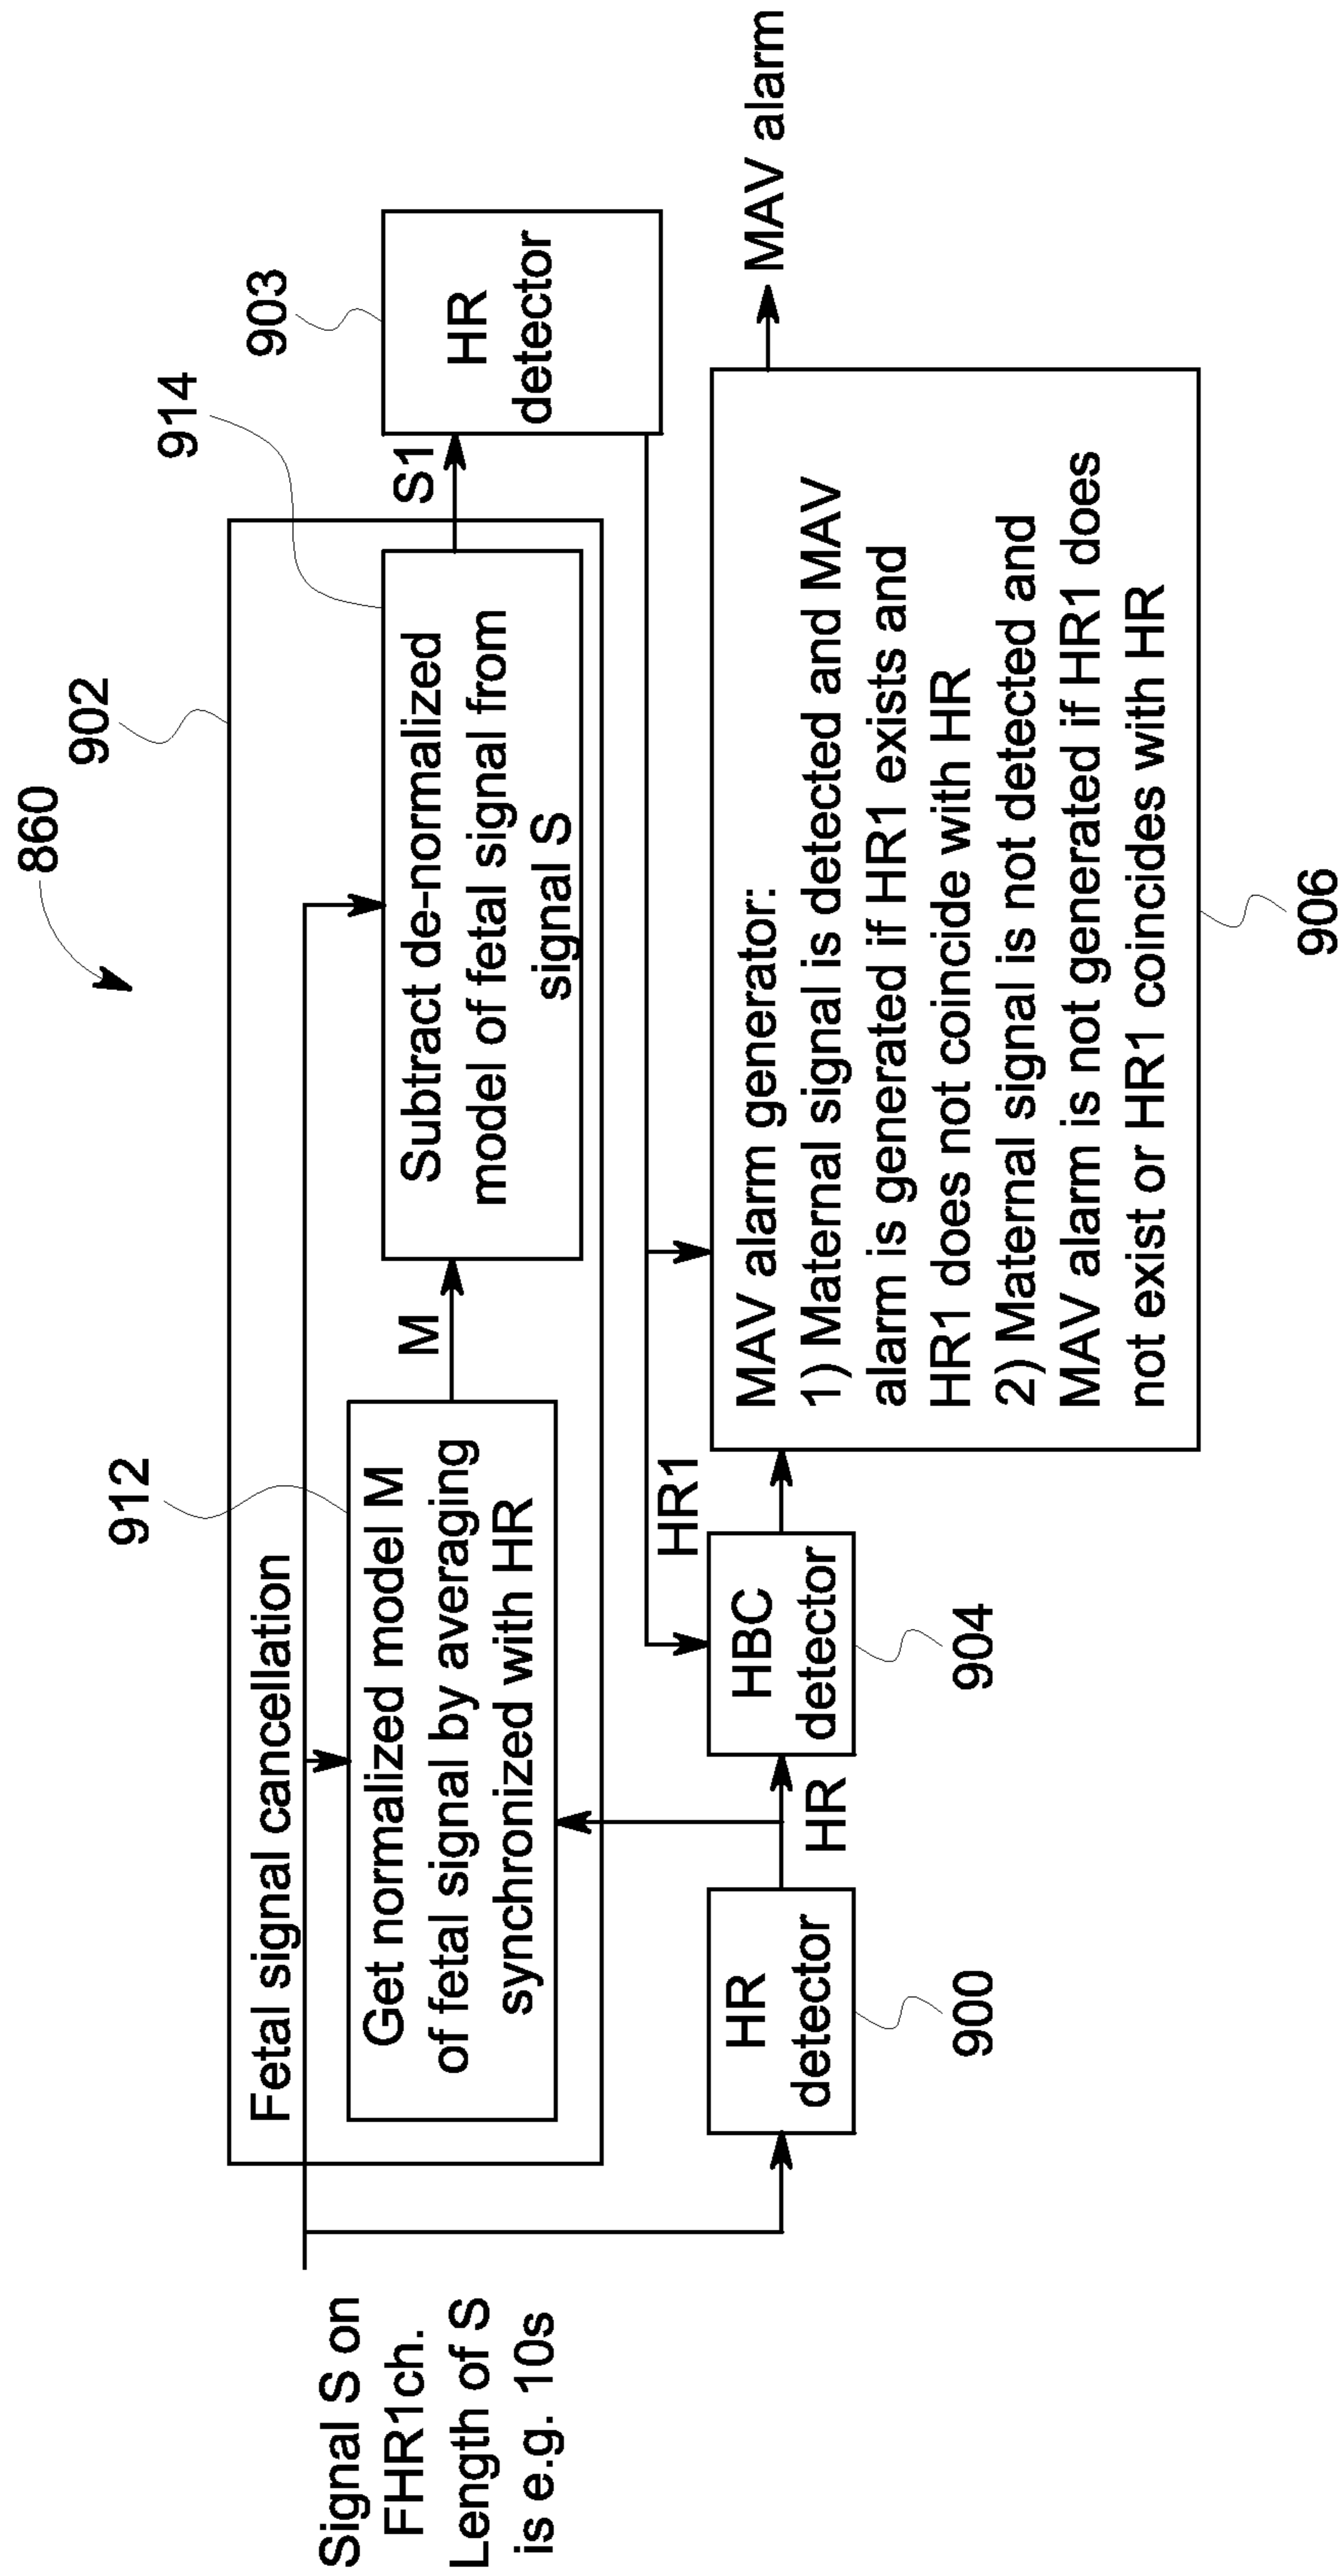 860
902
Fetal signal cancellation
912
Get normalized model M
of fetal signal by averaging
synchronized with HR
M
914
Subtract de-normalized
model of fetal signal from
signal S
S1
903
HR
detector
Signal S on
FHR1ch.
Length of S
is e.g. 10s
HR
detector
900
HR
HR1
HBC
detector
904
MAV alarm generator:
1) Maternal signal is detected and MAV
alarm is generated if HR1 exists and
HR1 does not coincide with HR
2) Maternal signal is not detected and
MAV alarm is not generated if HR1 does
not exist or HR1 coincides with HR
906
MAV alarm